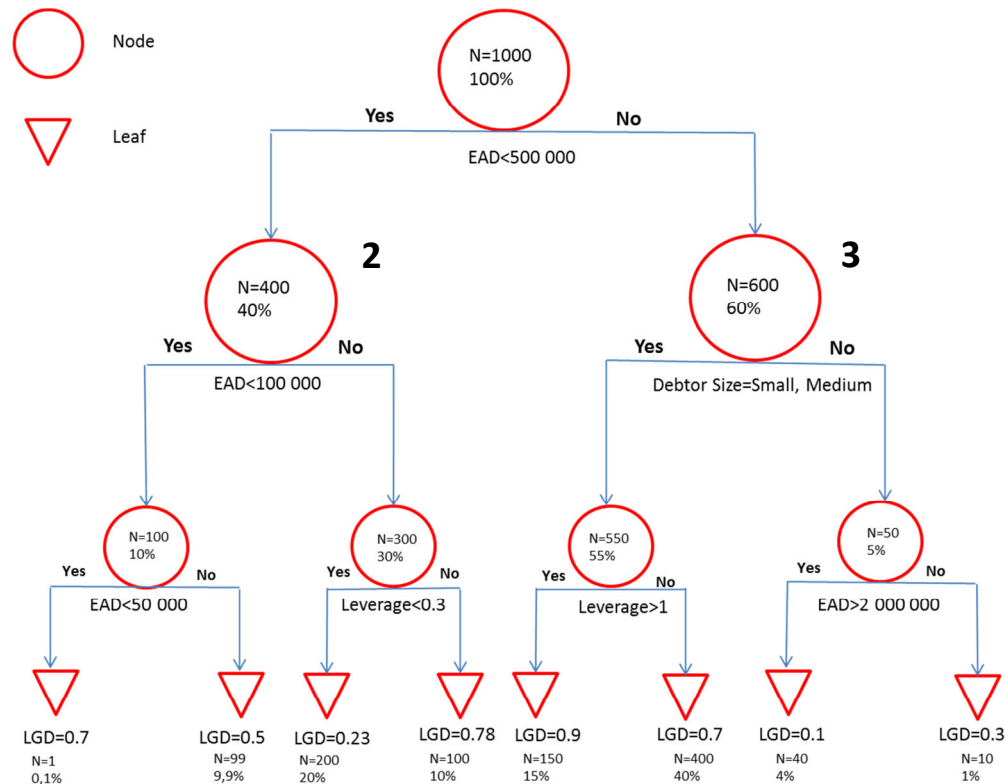 Node
Leaf
N=1000
100%
Yes
No
EAD<500 000
2
3
N=400
40%
N=600
60%
Yes
No
EAD<100 000
Yes
No
Debtor Size=Small, Medium
N=100
10%
N=300
30%
N=550
55%
N=50
5%
Yes
No
EAD<50 000
Yes
No
Leverage<0.3
Yes
No
Leverage>1
Yes
No
EAD>2 000 000
LGD=0.7
N=1
0,1%
LGD=0.5
N=99
9,9%
LGD=0.23
N=200
20%
LGD=0.78
N=100
10%
LGD=0.9
N=150
15%
LGD=0.7
N=400
40%
LGD=0.1
N=40
4%
LGD=0.3
N=10
1%